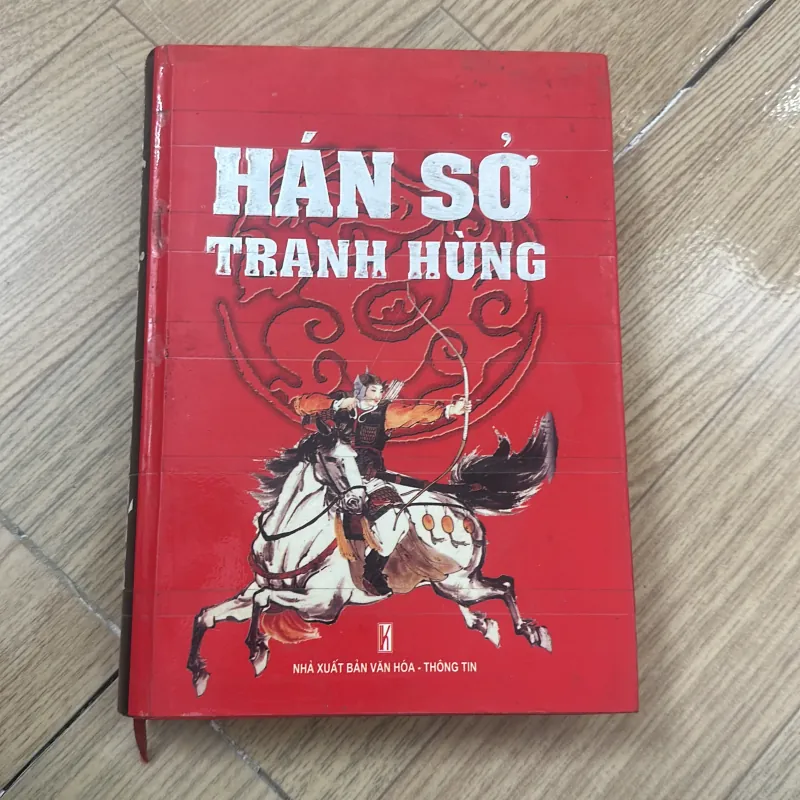 HÁN SỞ
TRANH HÙNG
NHÀ XUẤT BẢN VĂN HÓA - THÔNG TIN